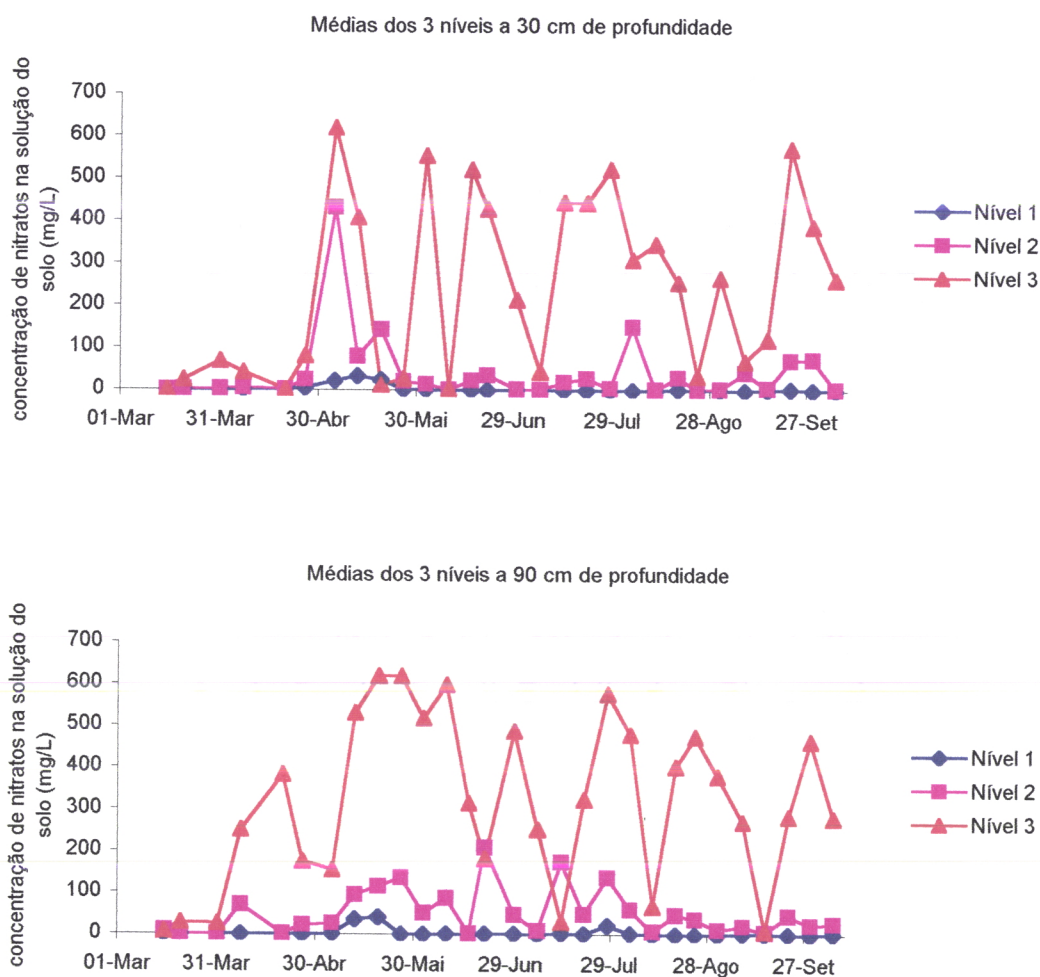 Médias dos 3 níveis a 30 cm de profundidade
concentração de nitratos na solução do
solo (mg/L)
700
600
500
400
300
200
100
0
01-Mar 31-Mar 30-Abr 30-Mai 29-Jun 29-Jul 28-Ago 27-Set
Nível 1
Nível 2
Nível 3
Médias dos 3 níveis a 90 cm de profundidade
concentração de nitratos na solução do
solo (mg/L)
700
600
500
400
300
200
100
0
01-Mar 31-Mar 30-Abr 30-Mai 29-Jun 29-Jul 28-Ago 27-Set
Nível 1
Nível 2
Nível 3